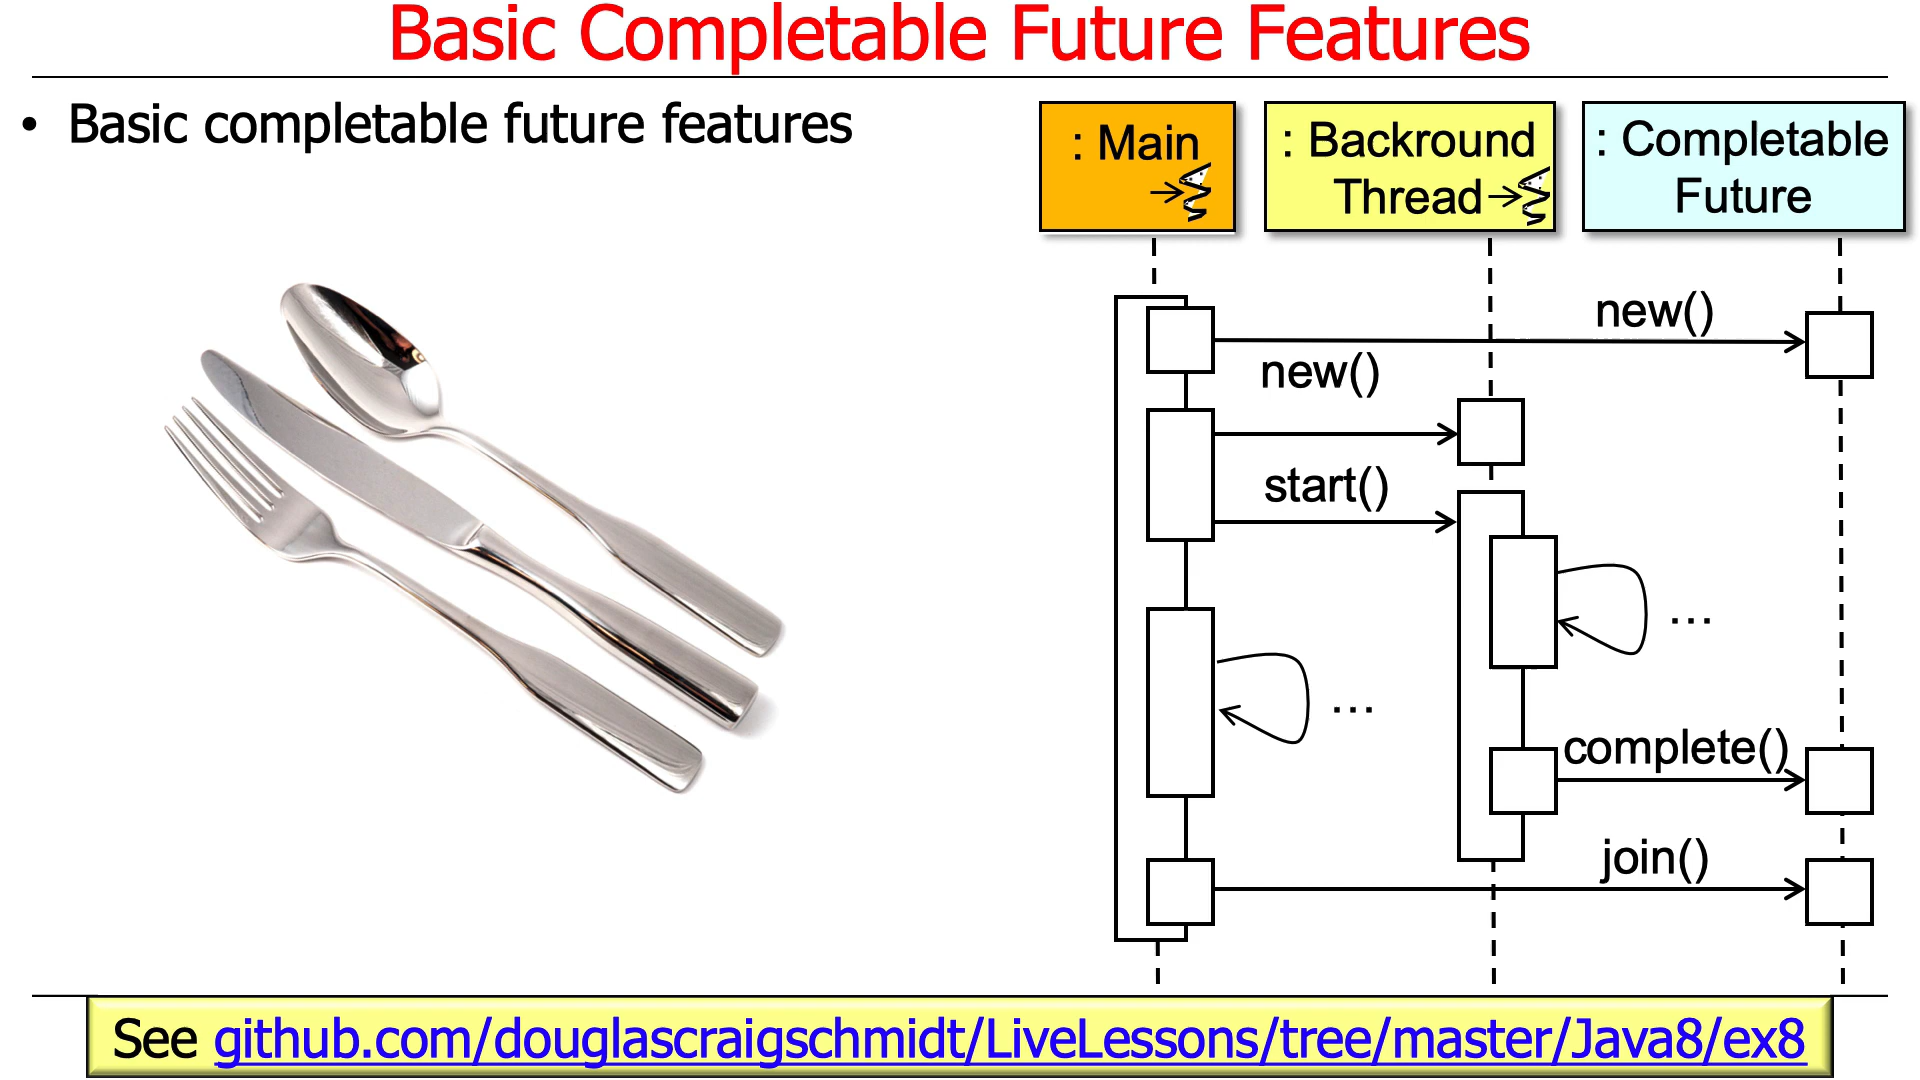 Basic Completable Future Features
• Basic completable future features
: Main
: Backround
Thread
: Completable
Future
new()
new()
start()
...
...
complete()
join()
See github.com/douglascraigschmidt/LiveLessons/tree/master/Java8/ex8